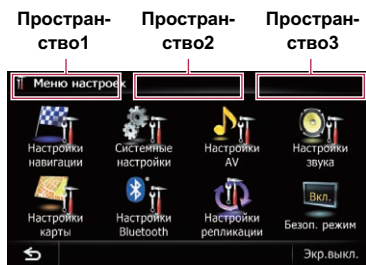 Простран-
ство1
Простран-
ство2
Простран-
ство3
Меню настроек
Настройки
навигации
Системные
настройки
Настройки
AV
Настройки
звука
Настройки
карты
Настройки
Bluetooth
Настройки
репликации
Вкл.
Безоп. режим
Экр.выкл.